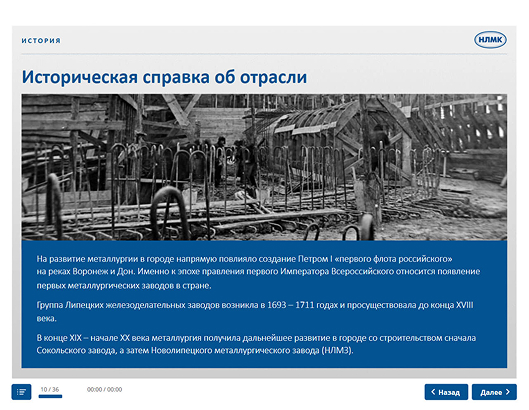 ИСТОРИЯ
НЛМК
Историческая справка об отрасли
На развитие металлургии в городе напрямую повлияло создание Петром I «первого флота российского»
на реках Воронеж и Дон. Именно к эпохе правления первого Императора Всероссийского относится появление
первых металлургических заводов в стране.
Группа Липецких железоделательных заводов возникла в 1693 – 1711 годах и просуществовала до конца XVIII
века.
В конце XIX – начале XX века металлургия получила дальнейшее развитие в городе со строительством сначала
Сокольского завода, а затем Новолипецкого металлургического завода (НЛМЗ).
10 / 36
00:00 / 00:00
Назад
Далее